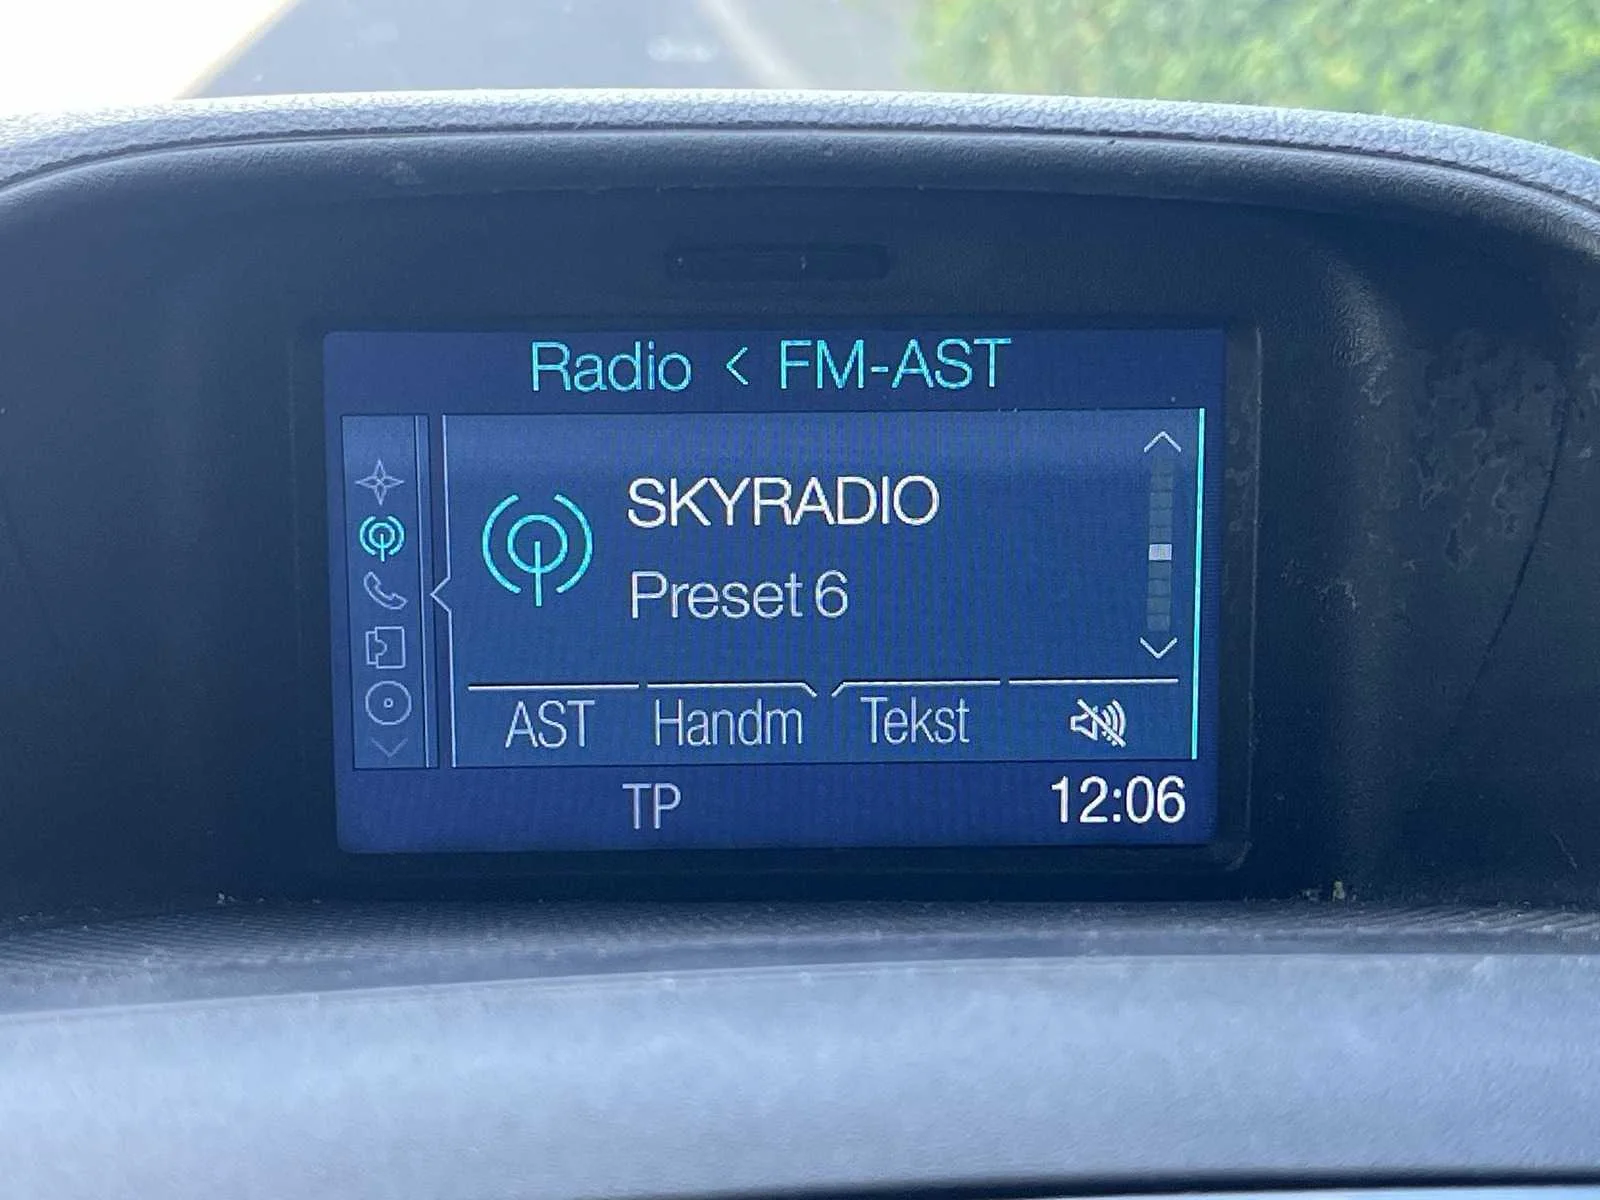 Radio < FM-AST
SKYRADIO
Preset 6
AST Handm Tekst
TP 12:06